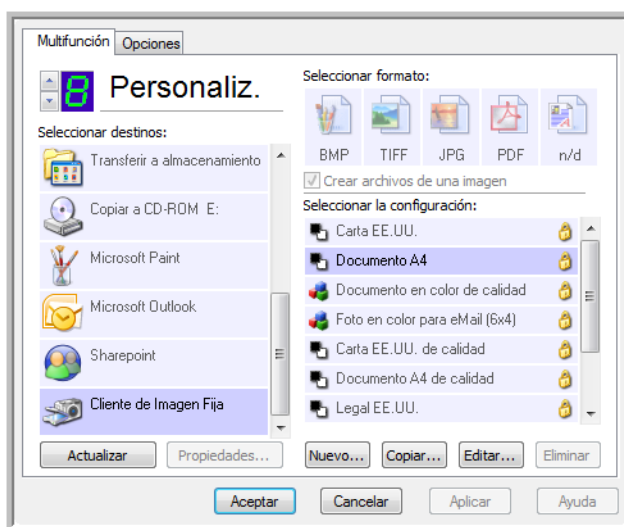 Multifunción
Opciones
8
Personaliz.
Seleccionar destinos:
Transferir a almacenamiento
Copiar a CD-ROM E:
Microsoft Paint
Microsoft Outlook
Sharepoint
Cliente de Imagen Fija
Actualizar
Propiedades...
Seleccionar formato:
BMP
TIFF
JPG
PDF
n/d
Crear archivos de una imagen
Seleccionar la configuración:
Carta EE.UU.
Documento A4
Documento en color de calidad
Foto en color para eMail (6x4)
Carta EE.UU. de calidad
Documento A4 de calidad
Legal EE.UU.
Nuevo...
Copiar...
Editar...
Eliminar
Aceptar
Cancelar
Aplicar
Ayuda